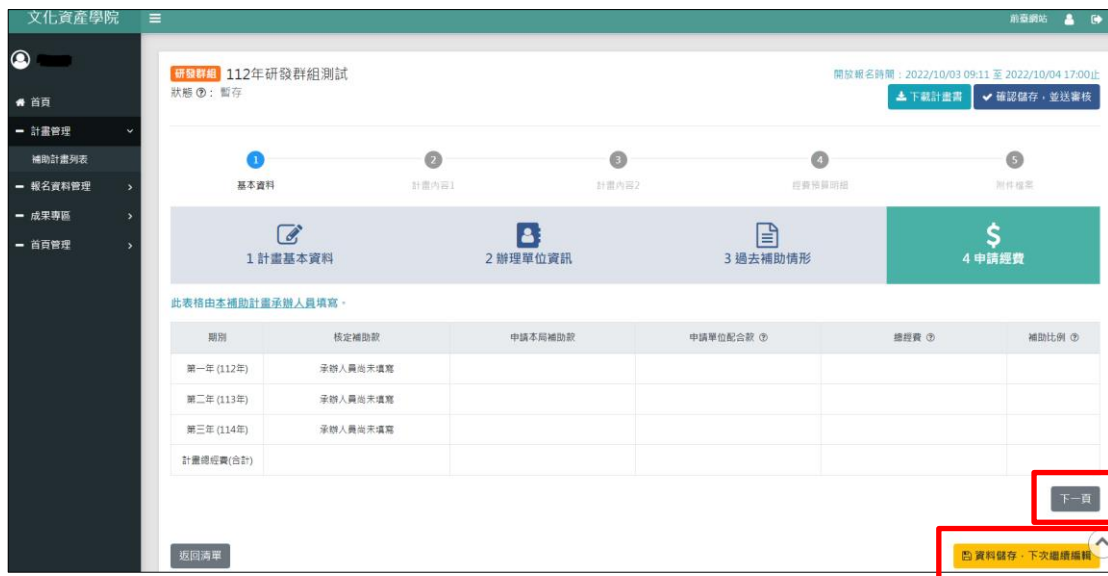 文化資產學院
前臺網站
研發群組 112年研發群組測試
開放報名時間：2022/10/03 09:11 至 2022/10/04 17:00止
狀態 ： 暫存
下載計畫書
確認儲存，並送審核
首頁
計畫管理
補助計畫列表
報名資料管理
成果專區
首頁管理
1
2
3
4
5
基本資料
計畫內容1
計畫內容2
經費預算明細
附件檔案
1 計畫基本資料
2 辦理單位資訊
3 過去補助情形
4 申請經費
此表格由本補助計畫承辦人員填寫。
期別 核定補助款 申請本局補助款 申請單位配合款 總經費 補助比例
第一年 (112年) 承辦人員尚未填寫
第二年 (113年) 承辦人員尚未填寫
第三年 (114年) 承辦人員尚未填寫
計畫總經費(合計)
下一頁
返回清單
資料儲存，下次繼續編輯